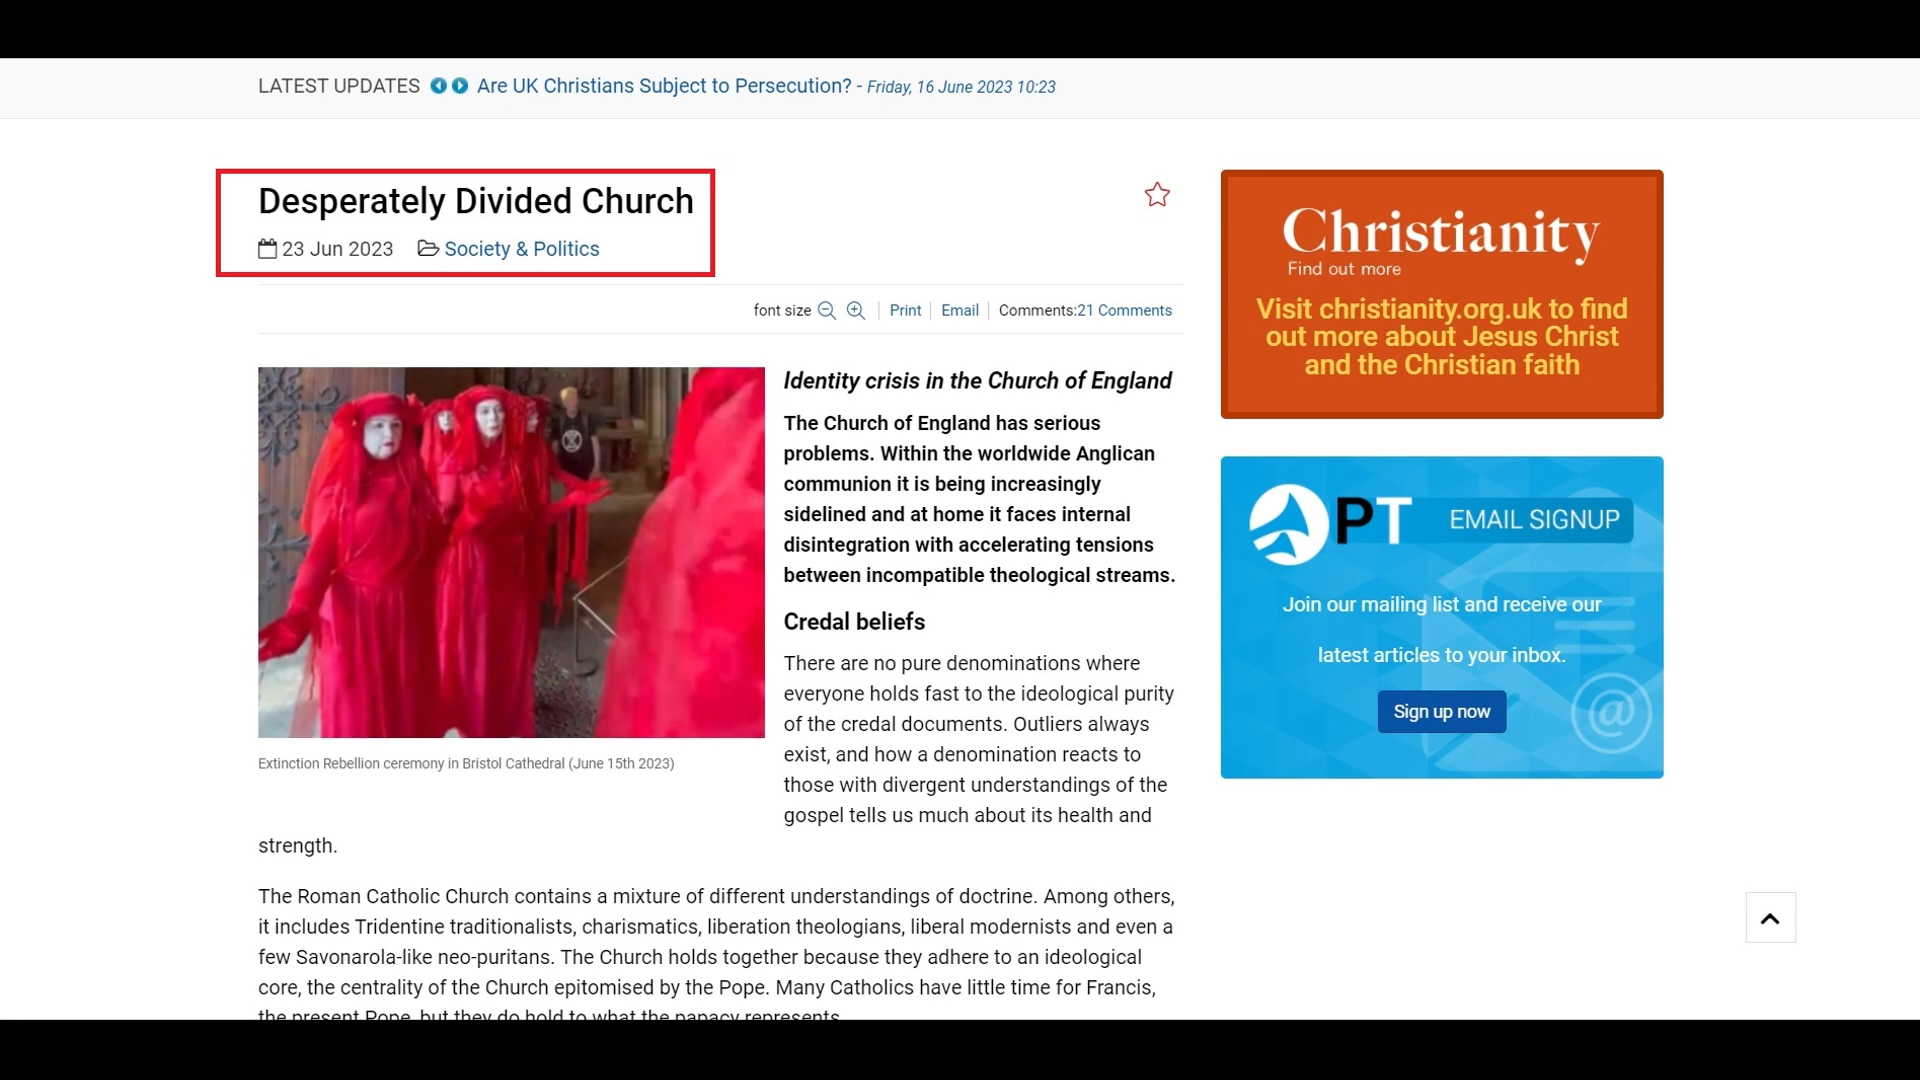 LATEST UPDATES Are UK Christians Subject to Persecution? - Friday, 16 June 2023 10:23
Desperately Divided Church
23 Jun 2023 Society & Politics
font size Print Email Comments:21 Comments
Identity crisis in the Church of England
The Church of England has serious
problems. Within the worldwide Anglican
communion it is being increasingly
sidelined and at home it faces internal
disintegration with accelerating tensions
between incompatible theological streams.
Credal beliefs
There are no pure denominations where
everyone holds fast to the ideological purity
of the credal documents. Outliers always
exist, and how a denomination reacts to
those with divergent understandings of the
gospel tells us much about its health and
strength.
Extinction Rebellion ceremony in Bristol Cathedral (June 15th 2023)
The Roman Catholic Church contains a mixture of different understandings of doctrine. Among others,
it includes Tridentine traditionalists, charismatics, liberation theologians, liberal modernists and even a
few Savonarola-like neo-puritans. The Church holds together because they adhere to an ideological
core, the centrality of the Church epitomised by the Pope. Many Catholics have little time for Francis,
the present Pope, but they do hold to what the papacy represents.
Christianity
Find out more
Visit christianity.org.uk to find
out more about Jesus Christ
and the Christian faith
PT EMAIL SIGNUP
Join our mailing list and receive our
latest articles to your inbox.
Sign up now